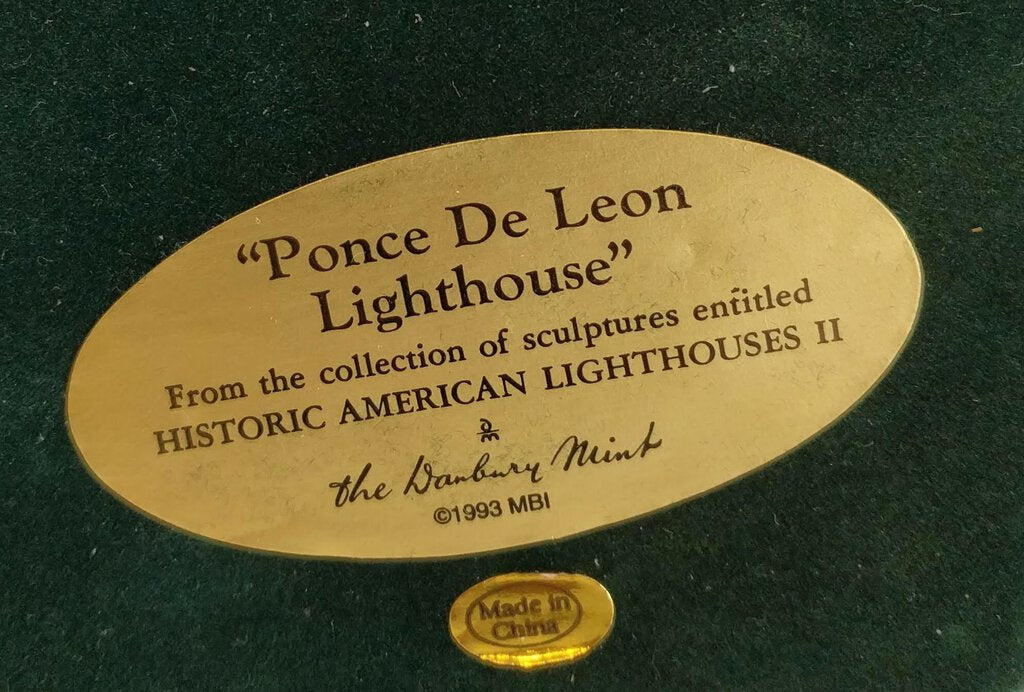 “Ponce De Leon
Lighthouse”
From the collection of sculptures entitled
HISTORIC AMERICAN LIGHTHOUSES II
the Danbury Mint
©1993 MBI
Made in
China